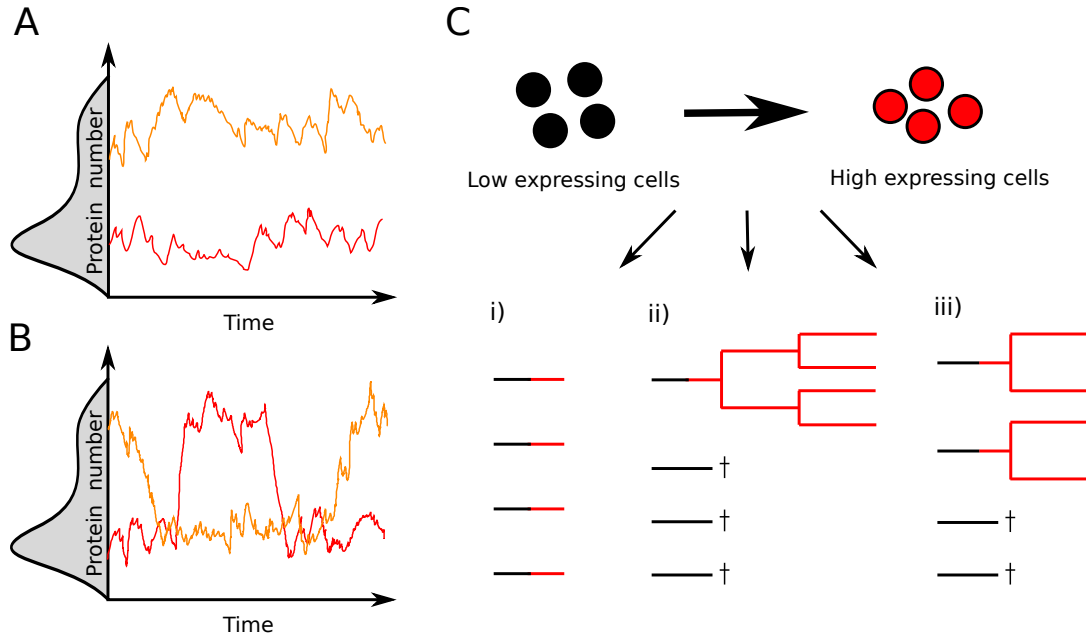 A
Protein number
Time
B
Protein number
Time
C
Low expressing cells
High expressing cells
i)
ii)
iii)
†
†
†
†
†